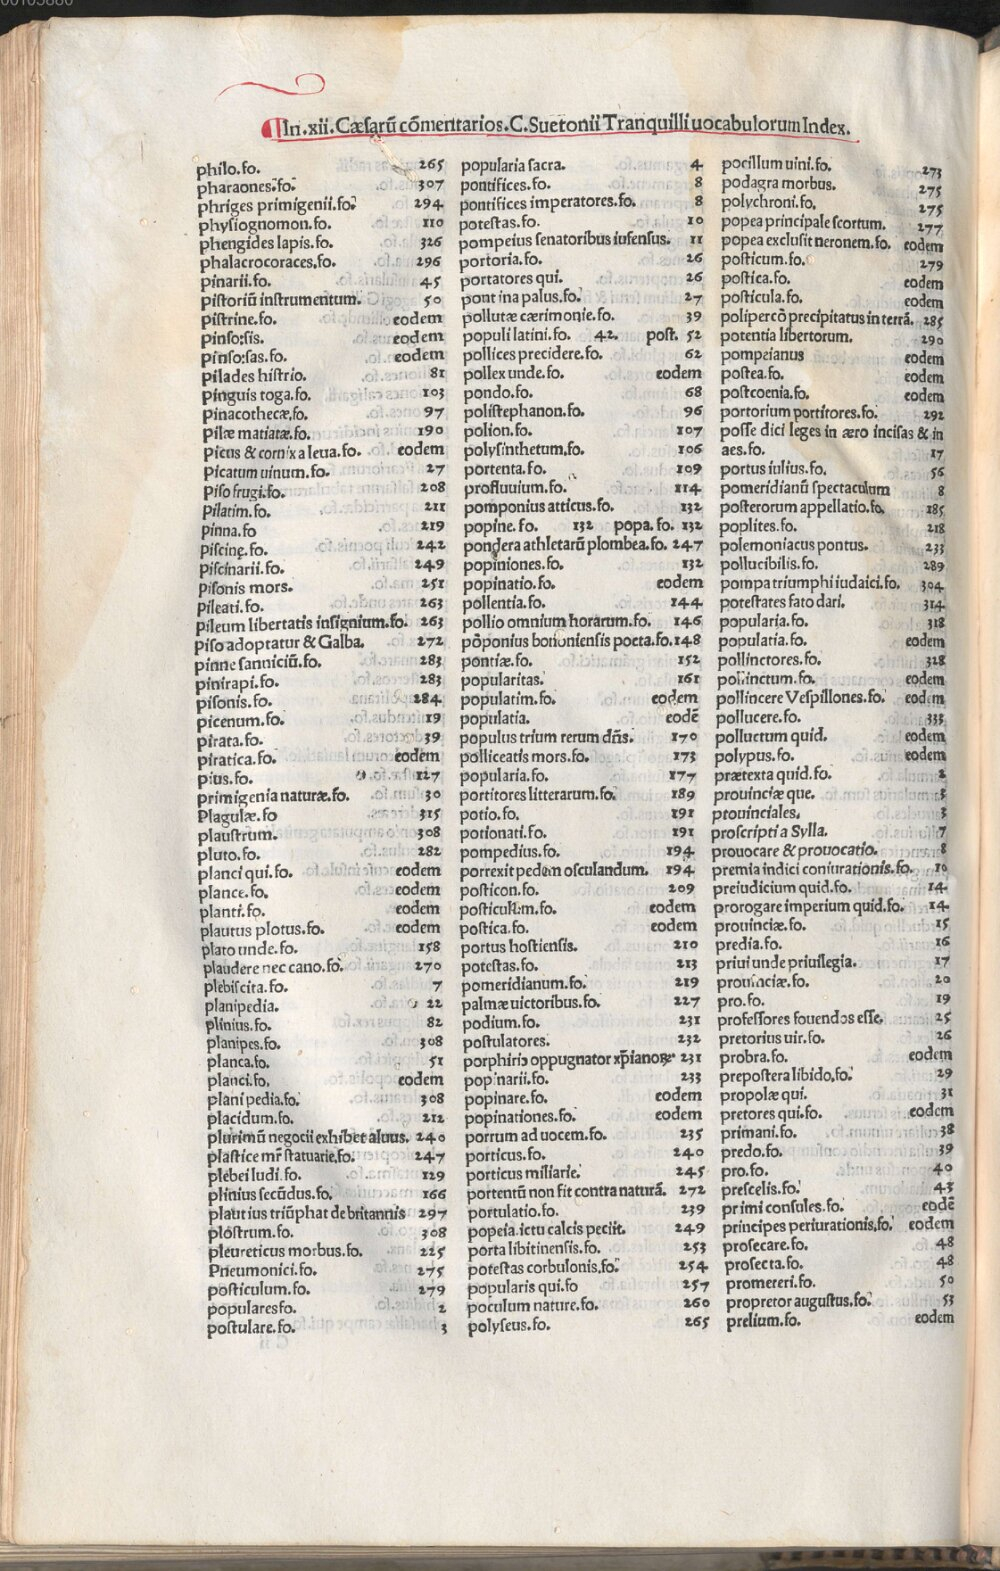 ¶In.xii.Cæsarū cōmentarios.C.Suetonii Tranquilli uocabulorum Index.
philo.fo. 265
pharaones.fo. 307
phriges primigenii.fo. 294
physiognomon.fo. 110
phengides lapis.fo. 326
phalacrocoraces.fo. 296
pinarii.fo. 45
pistoriū instrumentum. 50
pistrine.fo. eodem
pinsorsis. eodem
pinsorsas.fo. eodem
pilades histrio. 81
pinguis toga.fo. 103
pinacothecæ.fo. 97
pilæ matiatæ.fo. 190
picus & cornix a leua.fo. eodem
picatum uinum.fo. 27
piso frugi.fo. 208
pilatim.fo. 211
pinna.fo 219
piscinę.fo. 242
piscinarii.fo. 249
pisonis mors. 251
pileati.fo. 263
pileum libertatis insignium.fo. 263
piso adoptatur & Galba. 272
pinne sanniciū.fo. 283
pinirapi.fo. 283
pisonis.fo. 284
picenum.fo. 19
pirata.fo. 39
piratica.fo. eodem
pius.fo. 127
primigenia naturæ.fo. 30
Plagulæ.fo 315
plaustrum. 308
pluto.fo. 282
planci qui.fo. eodem
plance.fo. eodem
planti.fo. eodem
plautus plotus.fo. eodem
plato unde.fo. 158
plaudere nec cano.fo. 270
plebiscita.fo. 7
planipedia. 22
plinius.fo. 82
planipes.fo. 308
planca.fo. 51
planci.fo. eodem
planipedia.fo. 308
placidum.fo. 212
plurimū negocii exhibet aluus. 240
plastice mr̄ statuarie.fo. 247
plebei ludi.fo. 129
plinius secūdus.fo. 166
plautius triūphat de britannis 297
plostrum.fo. 308
pleureticus morbus.fo. 225
Pneumonici.fo. 275
posticulum.fo. 279
populares fo. 2
postulare.fo. 3
popularia sacra. 4
pontifices.fo. 8
pontifices imperatores.fo. 8
potestas.fo. 10
pompeius senatoribus infensus. 11
portoria.fo. 26
portatores qui. 26
pontina palus.fo. 27
pollutæ cærimonie.fo. 39
populi latini.fo. 42. post. 52
pollices precidere.fo. 62
pollex unde.fo. eodem
pondo.fo. 68
polistephanon.fo. 96
polion.fo. 107
polysinthetum.fo. 106
portenta.fo. 109
profluuium.fo. 114
pomponius atticus.fo. 132
popine.fo. 132 popa.fo. 132
pondera athletarū plombea.fo. 247
popiniones.fo. 132
popinatio.fo. eodem
pollentia.fo. 144
pollio omnium horarum.fo. 146
pōponius bononiensis poeta.fo. 148
pontiæ.fo. 152
popularitas. 161
populatim.fo. eodem
populatia. eodē
populus trium rerum dn̄s. 170
polliceatis mors.fo. 173
popularia.fo. 177
portitores litterarum.fo. 189
potio.fo. 191
potionati.fo. 191
pompedius.fo. 194
porrexit pedem osculandum. 194
posticon.fo. 209
posticulum.fo. eodem
postica.fo. eodem
portus hostiensis. 210
potestas.fo. 213
pomeridianum.fo. 219
palmæ uictoribus.fo. 227
podium.fo. 231
postulatores. 232
porphirio oppugnator xp̄ianoꝝ 231
popinarii.fo. 233
popinare.fo. eodem
popinationes.fo. eodem
porrum ad uocem.fo. 235
porticus.fo. 240
porticus miliarie. 245
portentū non fit contra naturā. 272
portulatio.fo. 239
popeia.ictu calcis peciit. 249
porta libitinensis.fo. 253
potestas corbulonis.fo. 254
popularis qui.fo 257
poculum nature.fo. 260
polyseus.fo. 265
pocillum uini.fo. 273
podagra morbus. 275
polychroni.fo. 275
popea principale scortum. 277
popea exclusit neronem.fo. eodem
posticum.fo. 279
postica.fo. eodem
posticula.fo. eodem
polipercō precipitatus in terrā. 285
potentia libertorum. 290
pompeianus eodem
postea.fo. eodem
postcoenia.fo. eodem
portorium portitores.fo. 292
posse dici leges in æro incisas & in
aes.fo. 17
portus iulius.fo. 56
pomeridianū spectaculum 8
posterorum appellatio.fo. 185
poplites.fo. 218
polemoniacus pontus. 233
pollucibilis.fo. 289
pompa triumphi iudaici.fo. 304
potestates fato dari. 314
popularia.fo. 318
populatia.fo. eodem
pollinctores.fo. 328
pollinctum.fo. eodem
pollincere Vespillones.fo. eodem
pollucere.fo. 333
polluctum quid. eodem
polypus.fo. eodem
prætexta quid.fo. 2
prouinciæ que. 3
prouinciales. 3
proscripti a Sylla. 7
prouocare & prouocatio. 8
premia indici coniurationis.fo. 10
preiudicium quid.fo. 14
prorogare imperium quid.fo. 14
prouinciæ.fo. 15
predia.fo. 16
priui unde priuilegia. 17
prouinciæ.fo. 20
pro.fo. 19
professores fouendos esse. 25
pretorius uir.fo. 26
probra.fo. eodem
prepostera libido.fo. 29
propolæ qui. 31
pretores qui.fo. eodem
primani.fo. 38
predo.fo. 39
pro.fo. 40
prescelis.fo. 43
primi consules.fo. eodē
principes periurationis.fo. eodem
prosecare.fo. 48
prosecta.fo. 48
promereri.fo. 50
propretor augustus.fo. 53
prelium.fo. eodem